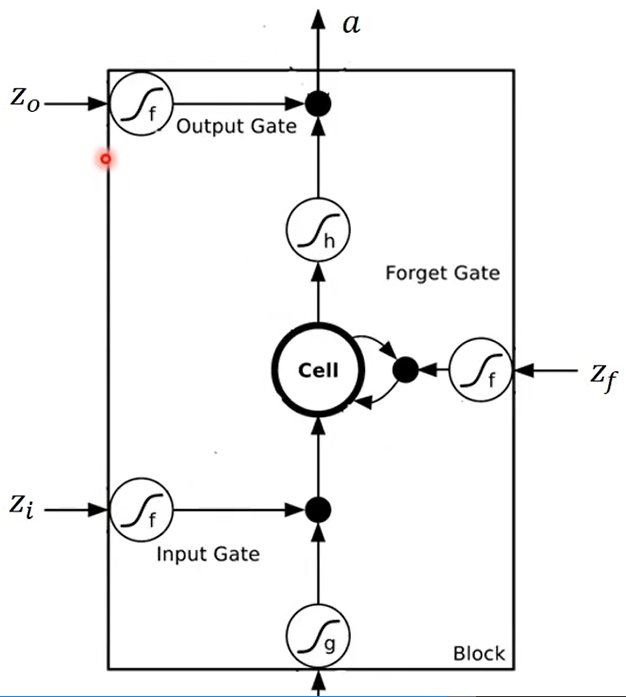 a
z_o
f
Output Gate
h
Forget Gate
Cell
f
z_f
z_i
f
Input Gate
g
Block